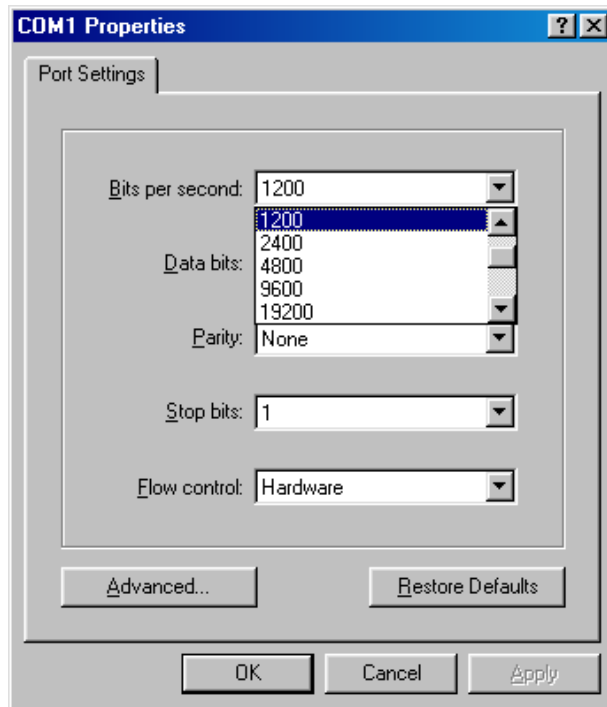 COM1 Properties
Port Settings
Bits per second: 1200
1200
2400
Data bits: 4800
9600
19200
Parity: None
Stop bits: 1
Flow control: Hardware
Advanced... Restore Defaults
OK Cancel Apply